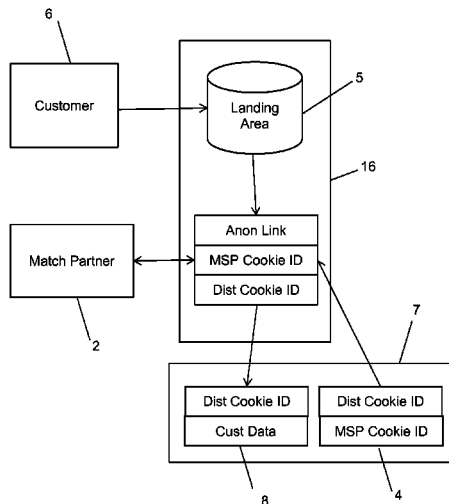 6
Customer
Landing
Area
5
16
Match Partner
2
Anon Link
MSP Cookie ID
Dist Cookie ID
7
Dist Cookie ID
Cust Data
8
Dist Cookie ID
MSP Cookie ID
4